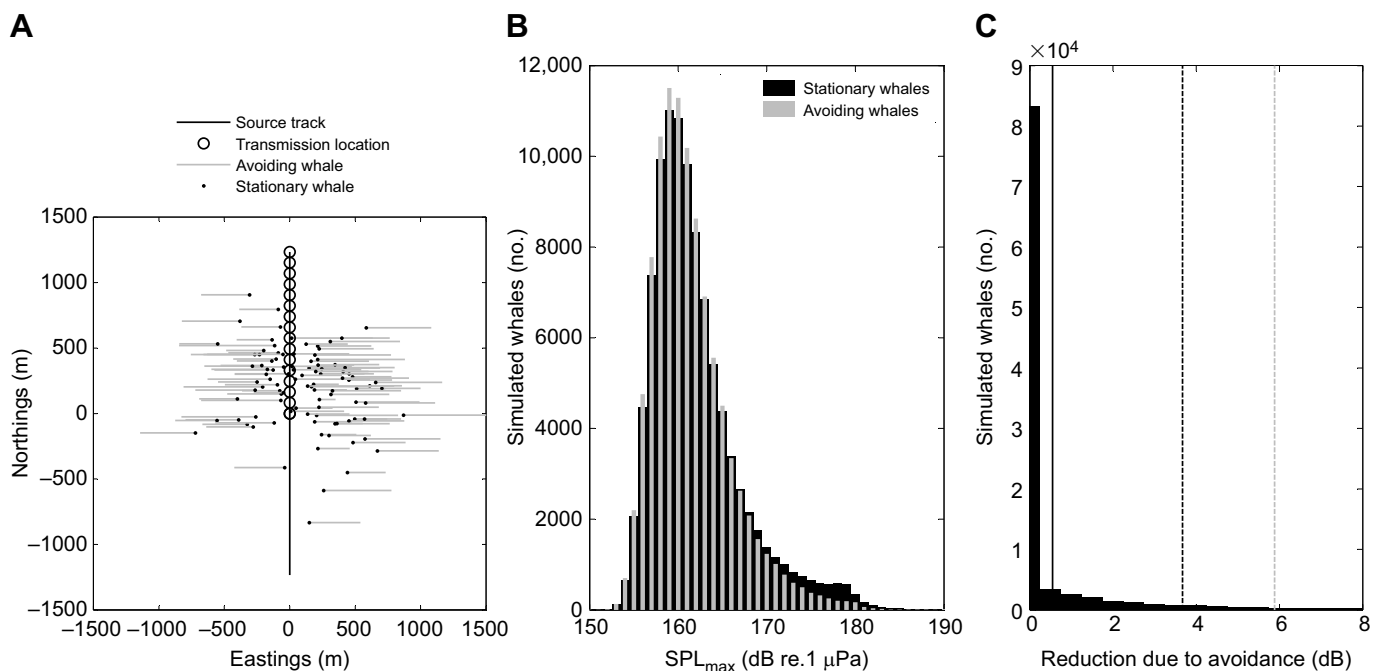 A
Source track
Transmission location
Avoiding whale
Stationary whale
1500
1000
500
0
–500
–1000
–1500
Northings (m)
–1500
–1000
–500
0
500
1000
1500
Eastings (m)
B
12,000
10,000
8000
6000
4000
2000
0
Simulated whales (no.)
Stationary whales
Avoiding whales
150
160
170
180
190
SPLmax (dB re.1 μPa)
C
×10⁴
9
8
7
6
5
4
3
2
1
0
Simulated whales (no.)
0
2
4
6
8
Reduction due to avoidance (dB)